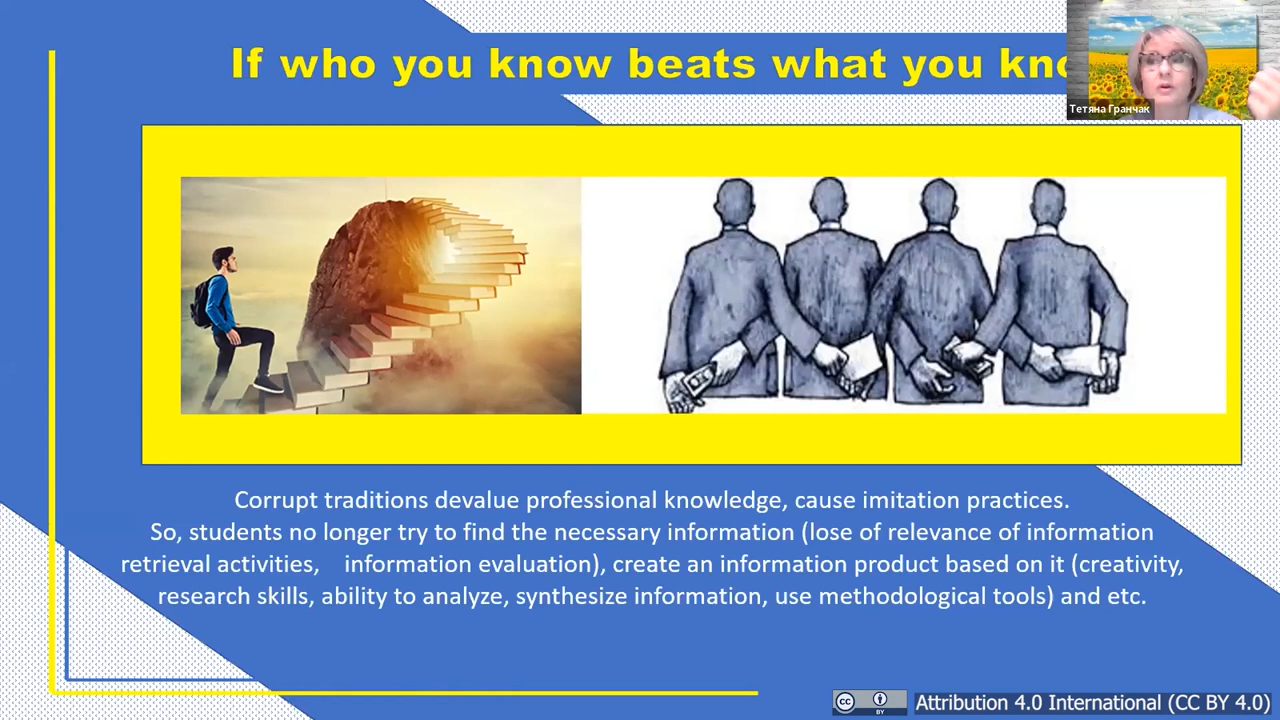 If who you know beats what you kno
Тетяна Гранчак
Corrupt traditions devalue professional knowledge, cause imitation practices.
So, students no longer try to find the necessary information (lose of relevance of information
retrieval activities, information evaluation), create an information product based on it (creativity,
research skills, ability to analyze, synthesize information, use methodological tools) and etc.
cc BY Attribution 4.0 International (CC BY 4.0)